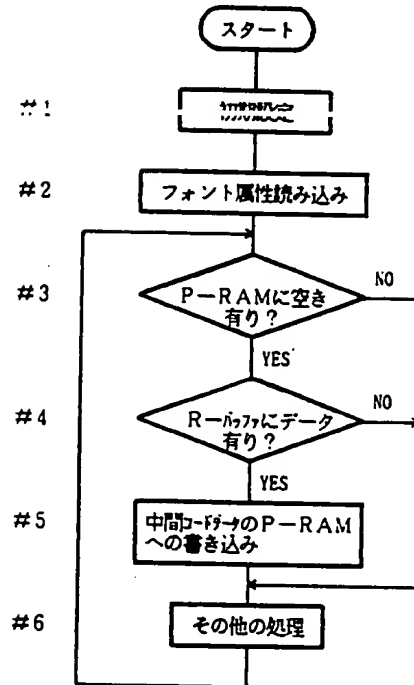 スタート
#1
#2
フォント属性読み込み
#3
P-RAMに空き
有り?
NO
YES
#4
R-バッファにデータ
有り?
NO
YES
#5
中間コードデータのP-RAM
への書き込み
#6
その他の処理